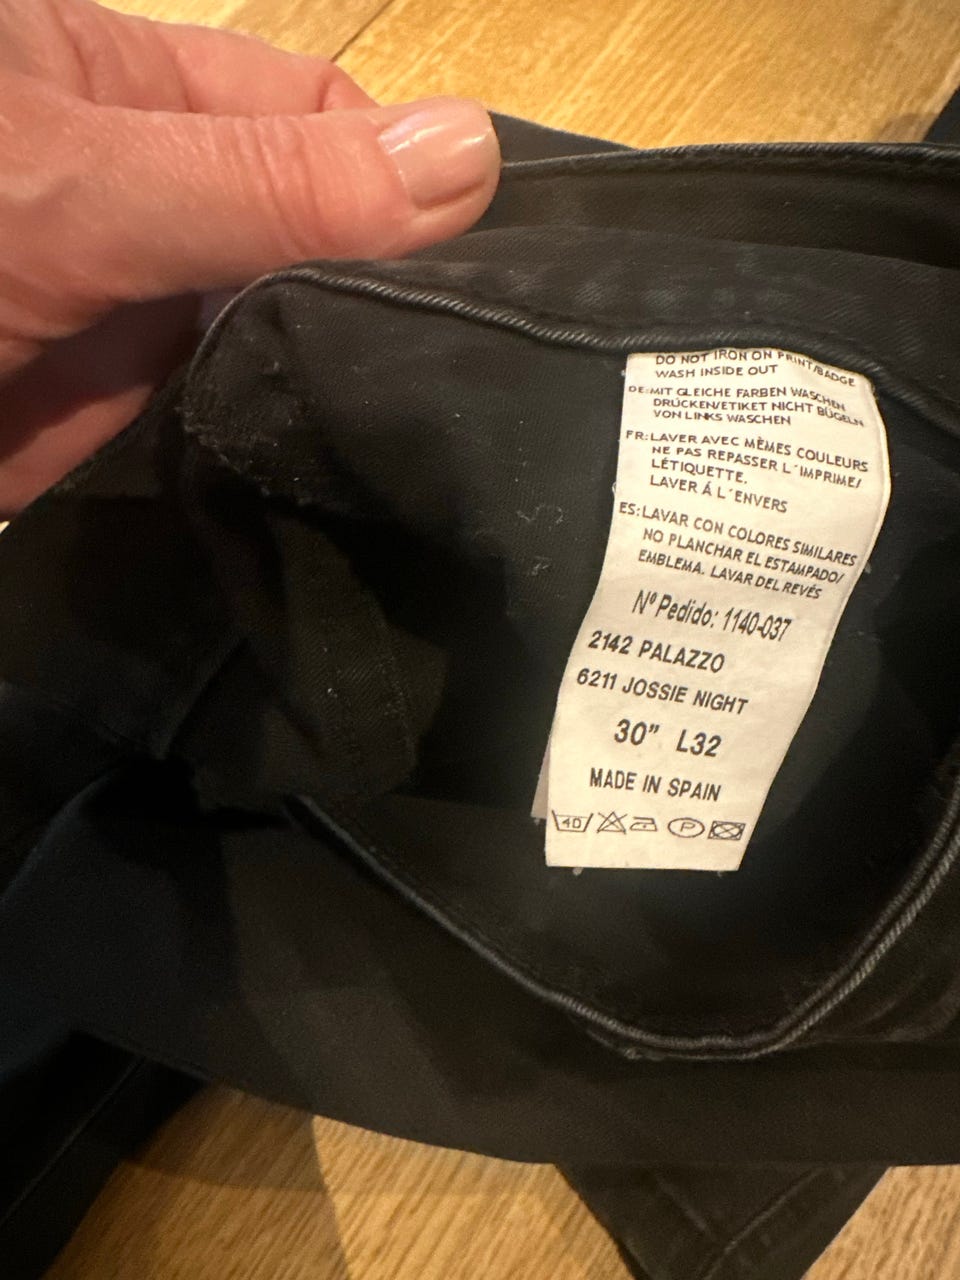 DO NOT IRON ON PRINT/BADGE
WASH INSIDE OUT
DE:MIT GLEICHE FARBEN WASCHEN
DRÜCKEN/ETIKET NICHT BÜGELN
VON LINKS WASCHEN
FR:LAVER AVEC MÈMES COULEURS
NE PAS REPASSER L´IMPRIME/
LÉTIQUETTE.
LAVER Á L´ENVERS
ES:LAVAR CON COLORES SIMILARES
NO PLANCHAR EL ESTAMPADO/
EMBLEMA. LAVAR DEL REVÉS
Nº Pedido: 1140-037
2142 PALAZZO
6211 JOSSIE NIGHT
30” L32
MADE IN SPAIN
40 P